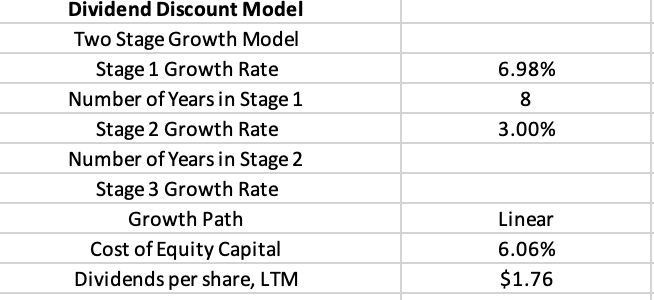 Dividend Discount Model
Two Stage Growth Model
Stage 1 Growth Rate 6.98%
Number of Years in Stage 1 8
Stage 2 Growth Rate 3.00%
Number of Years in Stage 2
Stage 3 Growth Rate
Growth Path Linear
Cost of Equity Capital 6.06%
Dividends per share, LTM $1.76